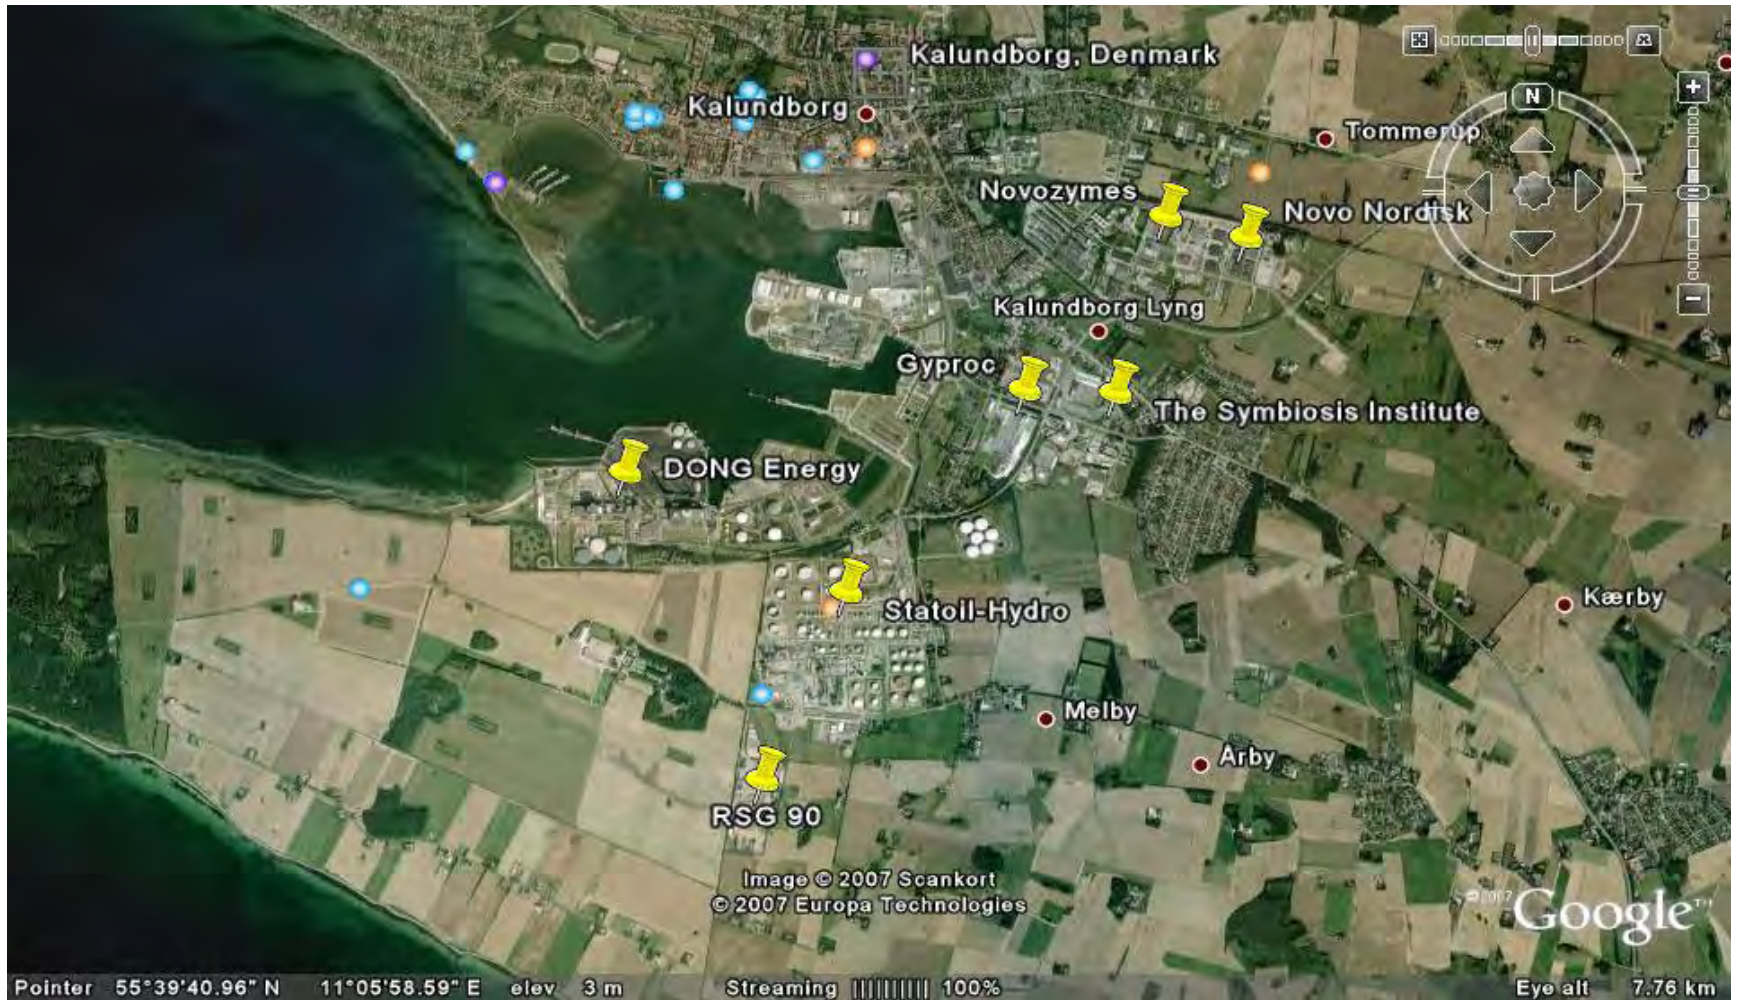 Kalundborg, Denmark
Kalundborg
Tommerup
N
Novozymes
Novo Nordisk
Kalundborg Lyng
Gyproc
The Symbiosis Institute
DONG Energy
Statoil-Hydro
Kærby
Melby
Arby
RSG 90
Image © 2007 Scankort
© 2007 Europa Technologies
©2007 Google™
Pointer 55°39'40.96" N 11°05'58.59" E elev 3 m Streaming 100% Eye alt 7.76 km